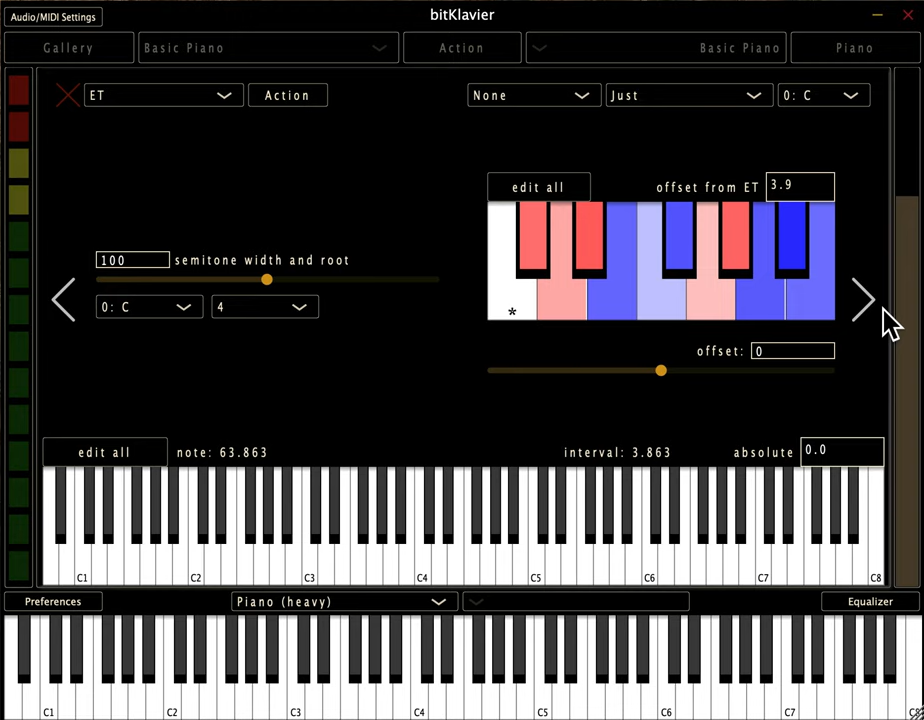 Audio/MIDI Settings
bitKlavier
Gallery
Basic Piano
Action
Basic Piano
Piano
ET
Action
None
Just
0: C
edit all
offset from ET
3.9
100
semitone width and root
0: C
4
*
offset:
0
edit all
note: 63.863
interval: 3.863
absolute
0.0
C1
C2
C3
C4
C5
C6
C7
C8
Preferences
Piano (heavy)
Equalizer
C1
C2
C3
C4
C5
C6
C7
C8